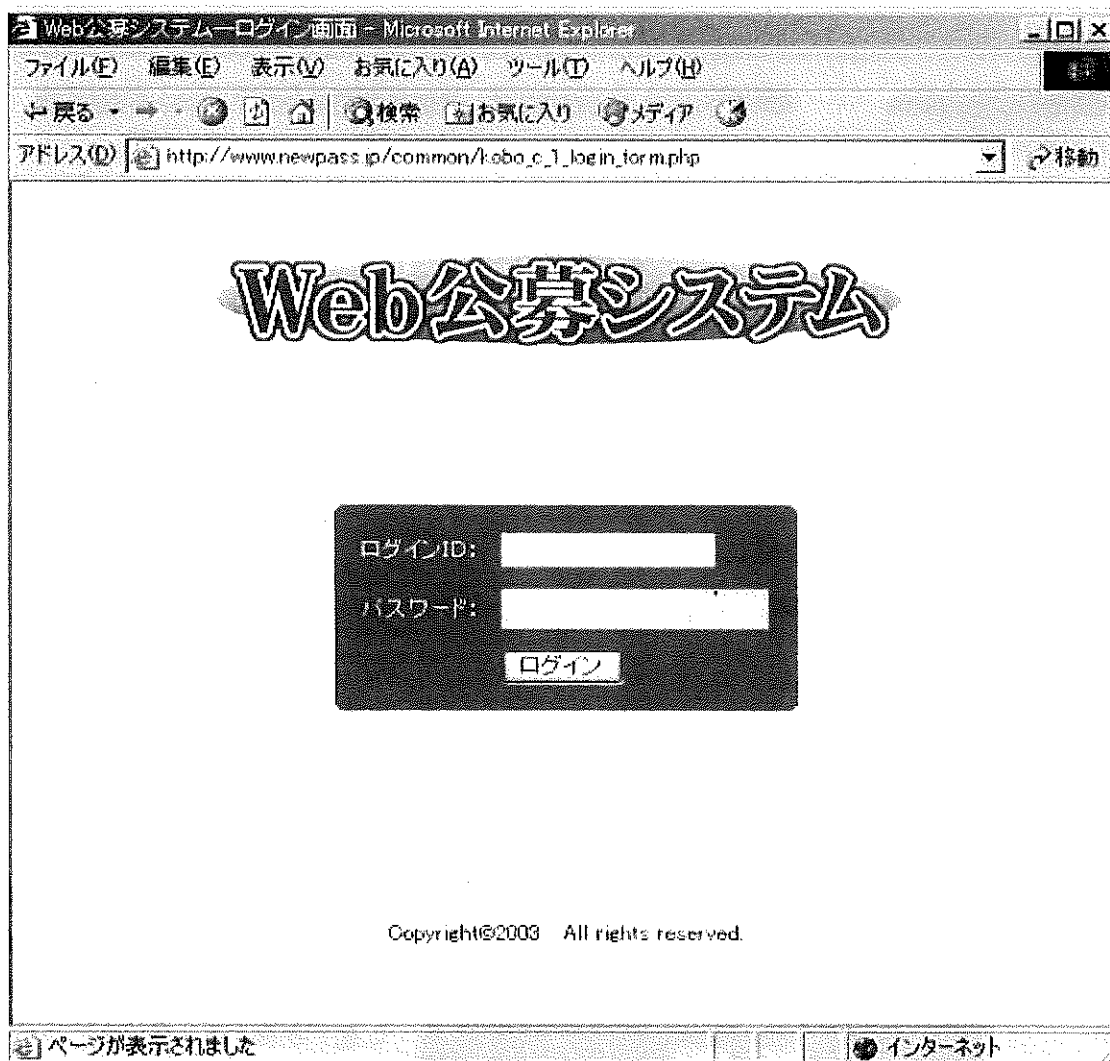 Web公募システム―ログイン画面 - Microsoft Internet Explorer
ファイル(F) 編集(E) 表示(V) お気に入り(A) ツール(T) ヘルプ(H)
戻る 検索 お気に入り メディア
アドレス(D) http://www.newpass.jp/common/kobo_c_1_login_form.php 移動
Web公募システム
ログインID:
パスワード:
ログイン
Copyright©2003 All rights reserved.
ページが表示されました インターネット